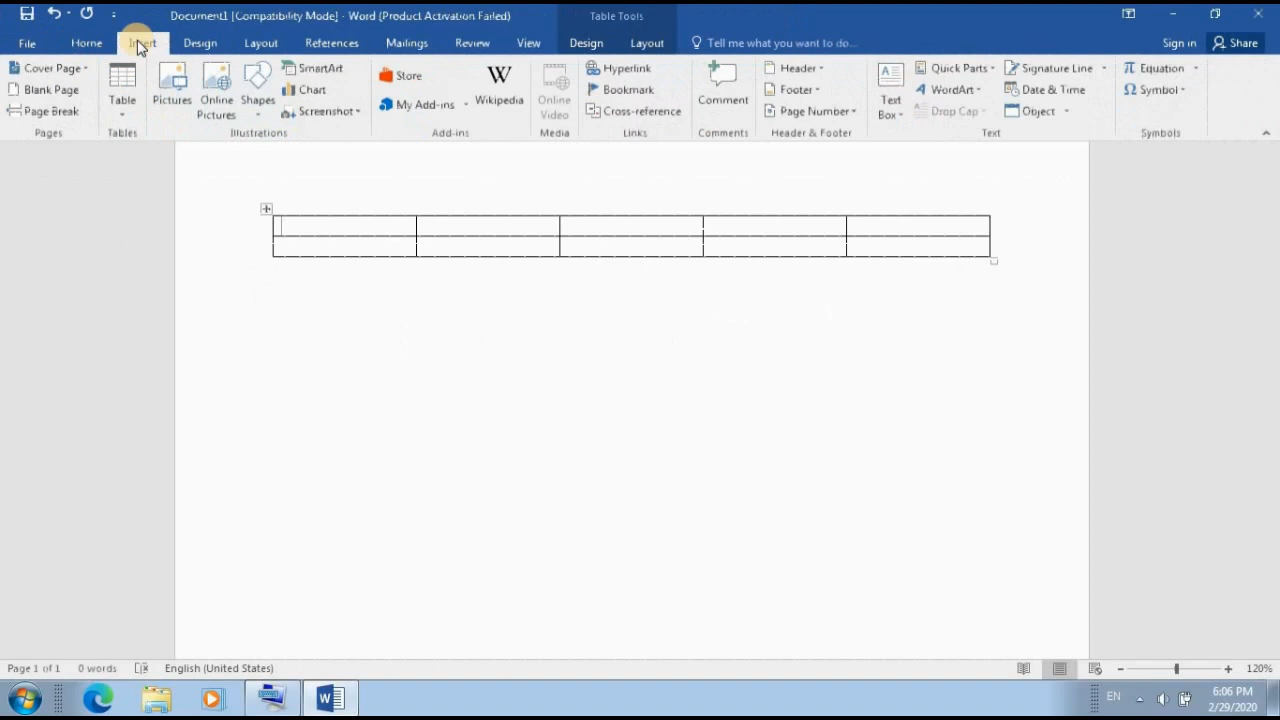 Document1 [Compatibility Mode] - Word (Product Activation Failed)
Table Tools
File Home Insert Design Layout References Mailings Review View Design Layout Tell me what you want to do... Sign in Share
Cover Page
Blank Page
Page Break
Pages
Table
Tables
Pictures
Online Pictures
Shapes
SmartArt
Chart
Screenshot
Illustrations
Store
My Add-ins
Wikipedia
Add-ins
Online Video
Media
Hyperlink
Bookmark
Cross-reference
Links
Comment
Comments
Header
Footer
Page Number
Header & Footer
Text Box
Quick Parts
WordArt
Drop Cap
Signature Line
Date & Time
Object
Text
Equation
Symbol
Symbols
Page 1 of 1 0 words English (United States) 120%
EN 6:06 PM
2/29/2020